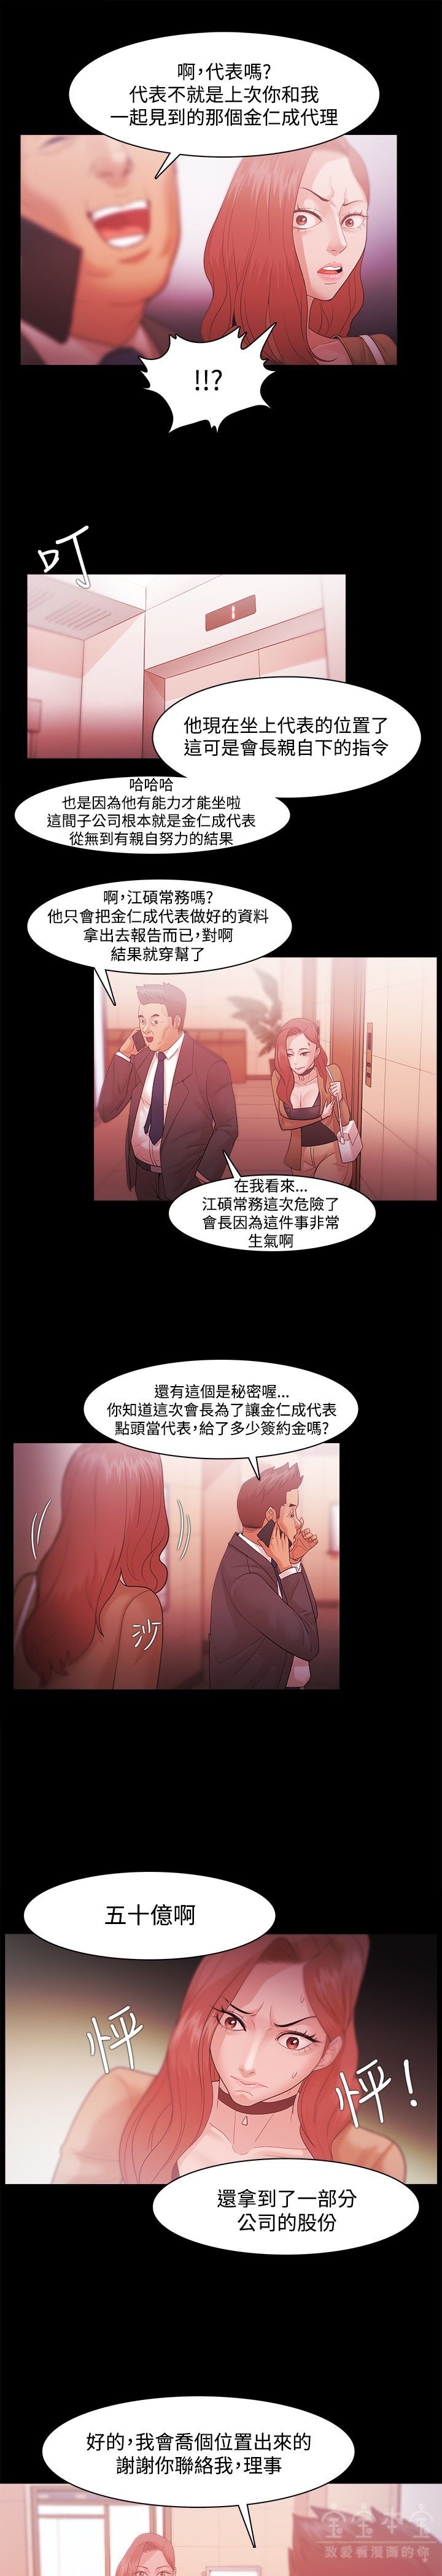 啊,代表嗎?
代表不就是上次你和我
一起見到的那個金仁成代理
!!?
叮
他現在坐上代表的位置了
這可是會長親自下的指令
哈哈哈
也是因為他有能力才能坐啦
這間子公司根本就是金仁成代表
從無到有親自努力的結果
啊,江碩常務嗎?
他只會把金仁成代表做好的資料
拿出去報告而已,對啊
結果就穿幫了
在我看來...
江碩常務這次危險了
會長因為這件事非常
生氣啊
還有這個是秘密喔...
你知道這次會長為了讓金仁成代表
點頭當代表,給了多少簽約金嗎?
沙
五十億啊
怦
怦!
還拿到了一部分
公司的股份
好的,我會喬個位置出來的
謝謝你聯絡我,理事
致爱看漫画的你